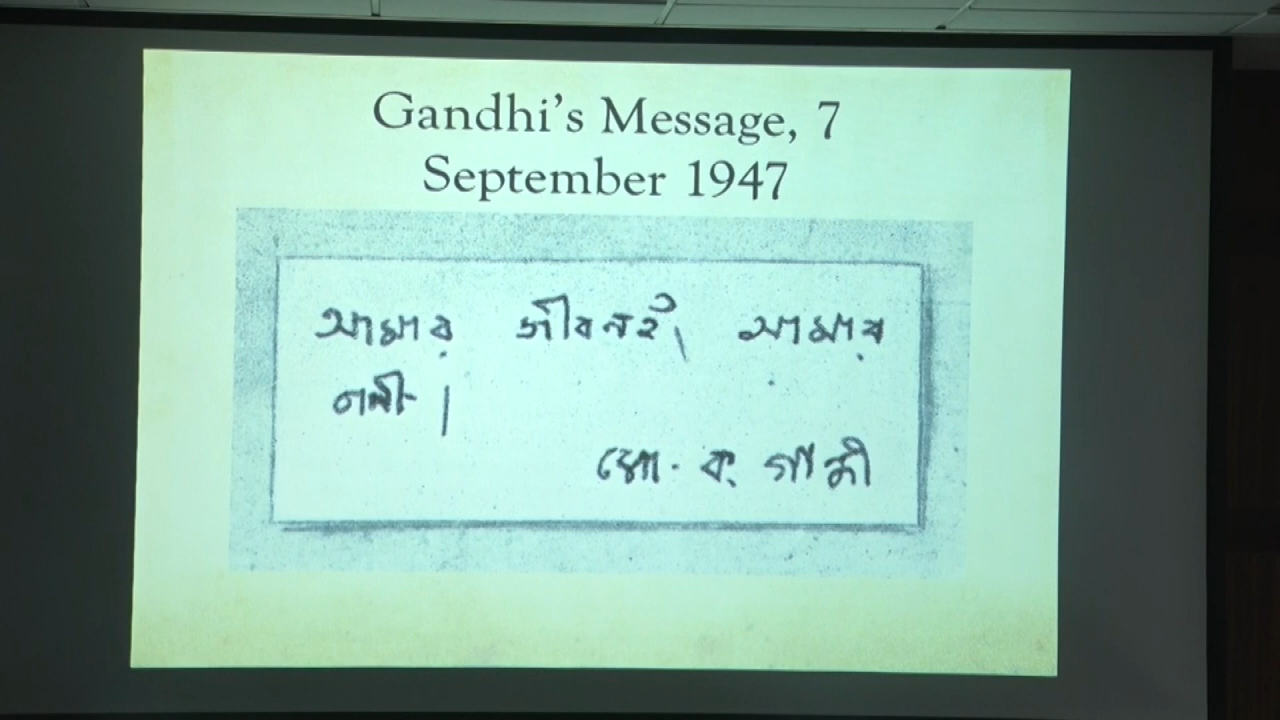 Gandhi's Message, 7
September 1947
আমার জীবনই আমার
বাণী।
মো. ক. গান্ধী